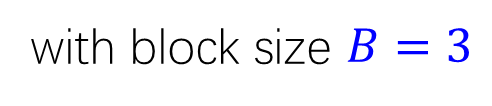 with block size B = 3